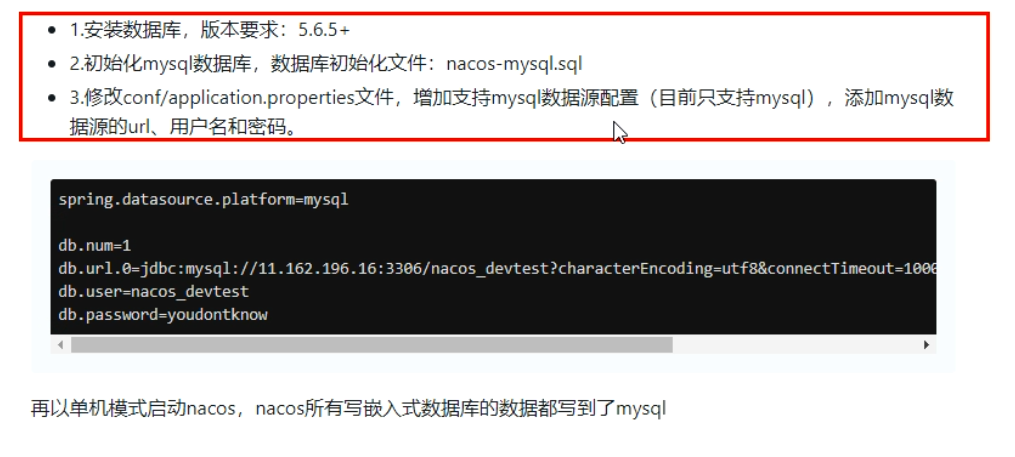 1.安装数据库，版本要求：5.6.5+
2.初始化mysql数据库，数据库初始化文件：nacos-mysql.sql
3.修改conf/application.properties文件，增加支持mysql数据源配置（目前只支持mysql），添加mysql数
据源的url、用户名和密码。
spring.datasource.platform=mysql
db.num=1
db.url.0=jdbc:mysql://11.162.196.16:3306/nacos_devtest?characterEncoding=utf8&connectTimeout=1000
db.user=nacos_devtest
db.password=youdontknow
再以单机模式启动nacos，nacos所有写嵌入式数据库的数据都写到了mysql